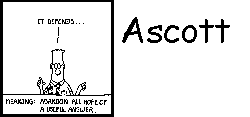 IT DEPENDS...
Ascott
MEANING: ABANDON ALL HOPE OF
A USEFUL ANSWER.